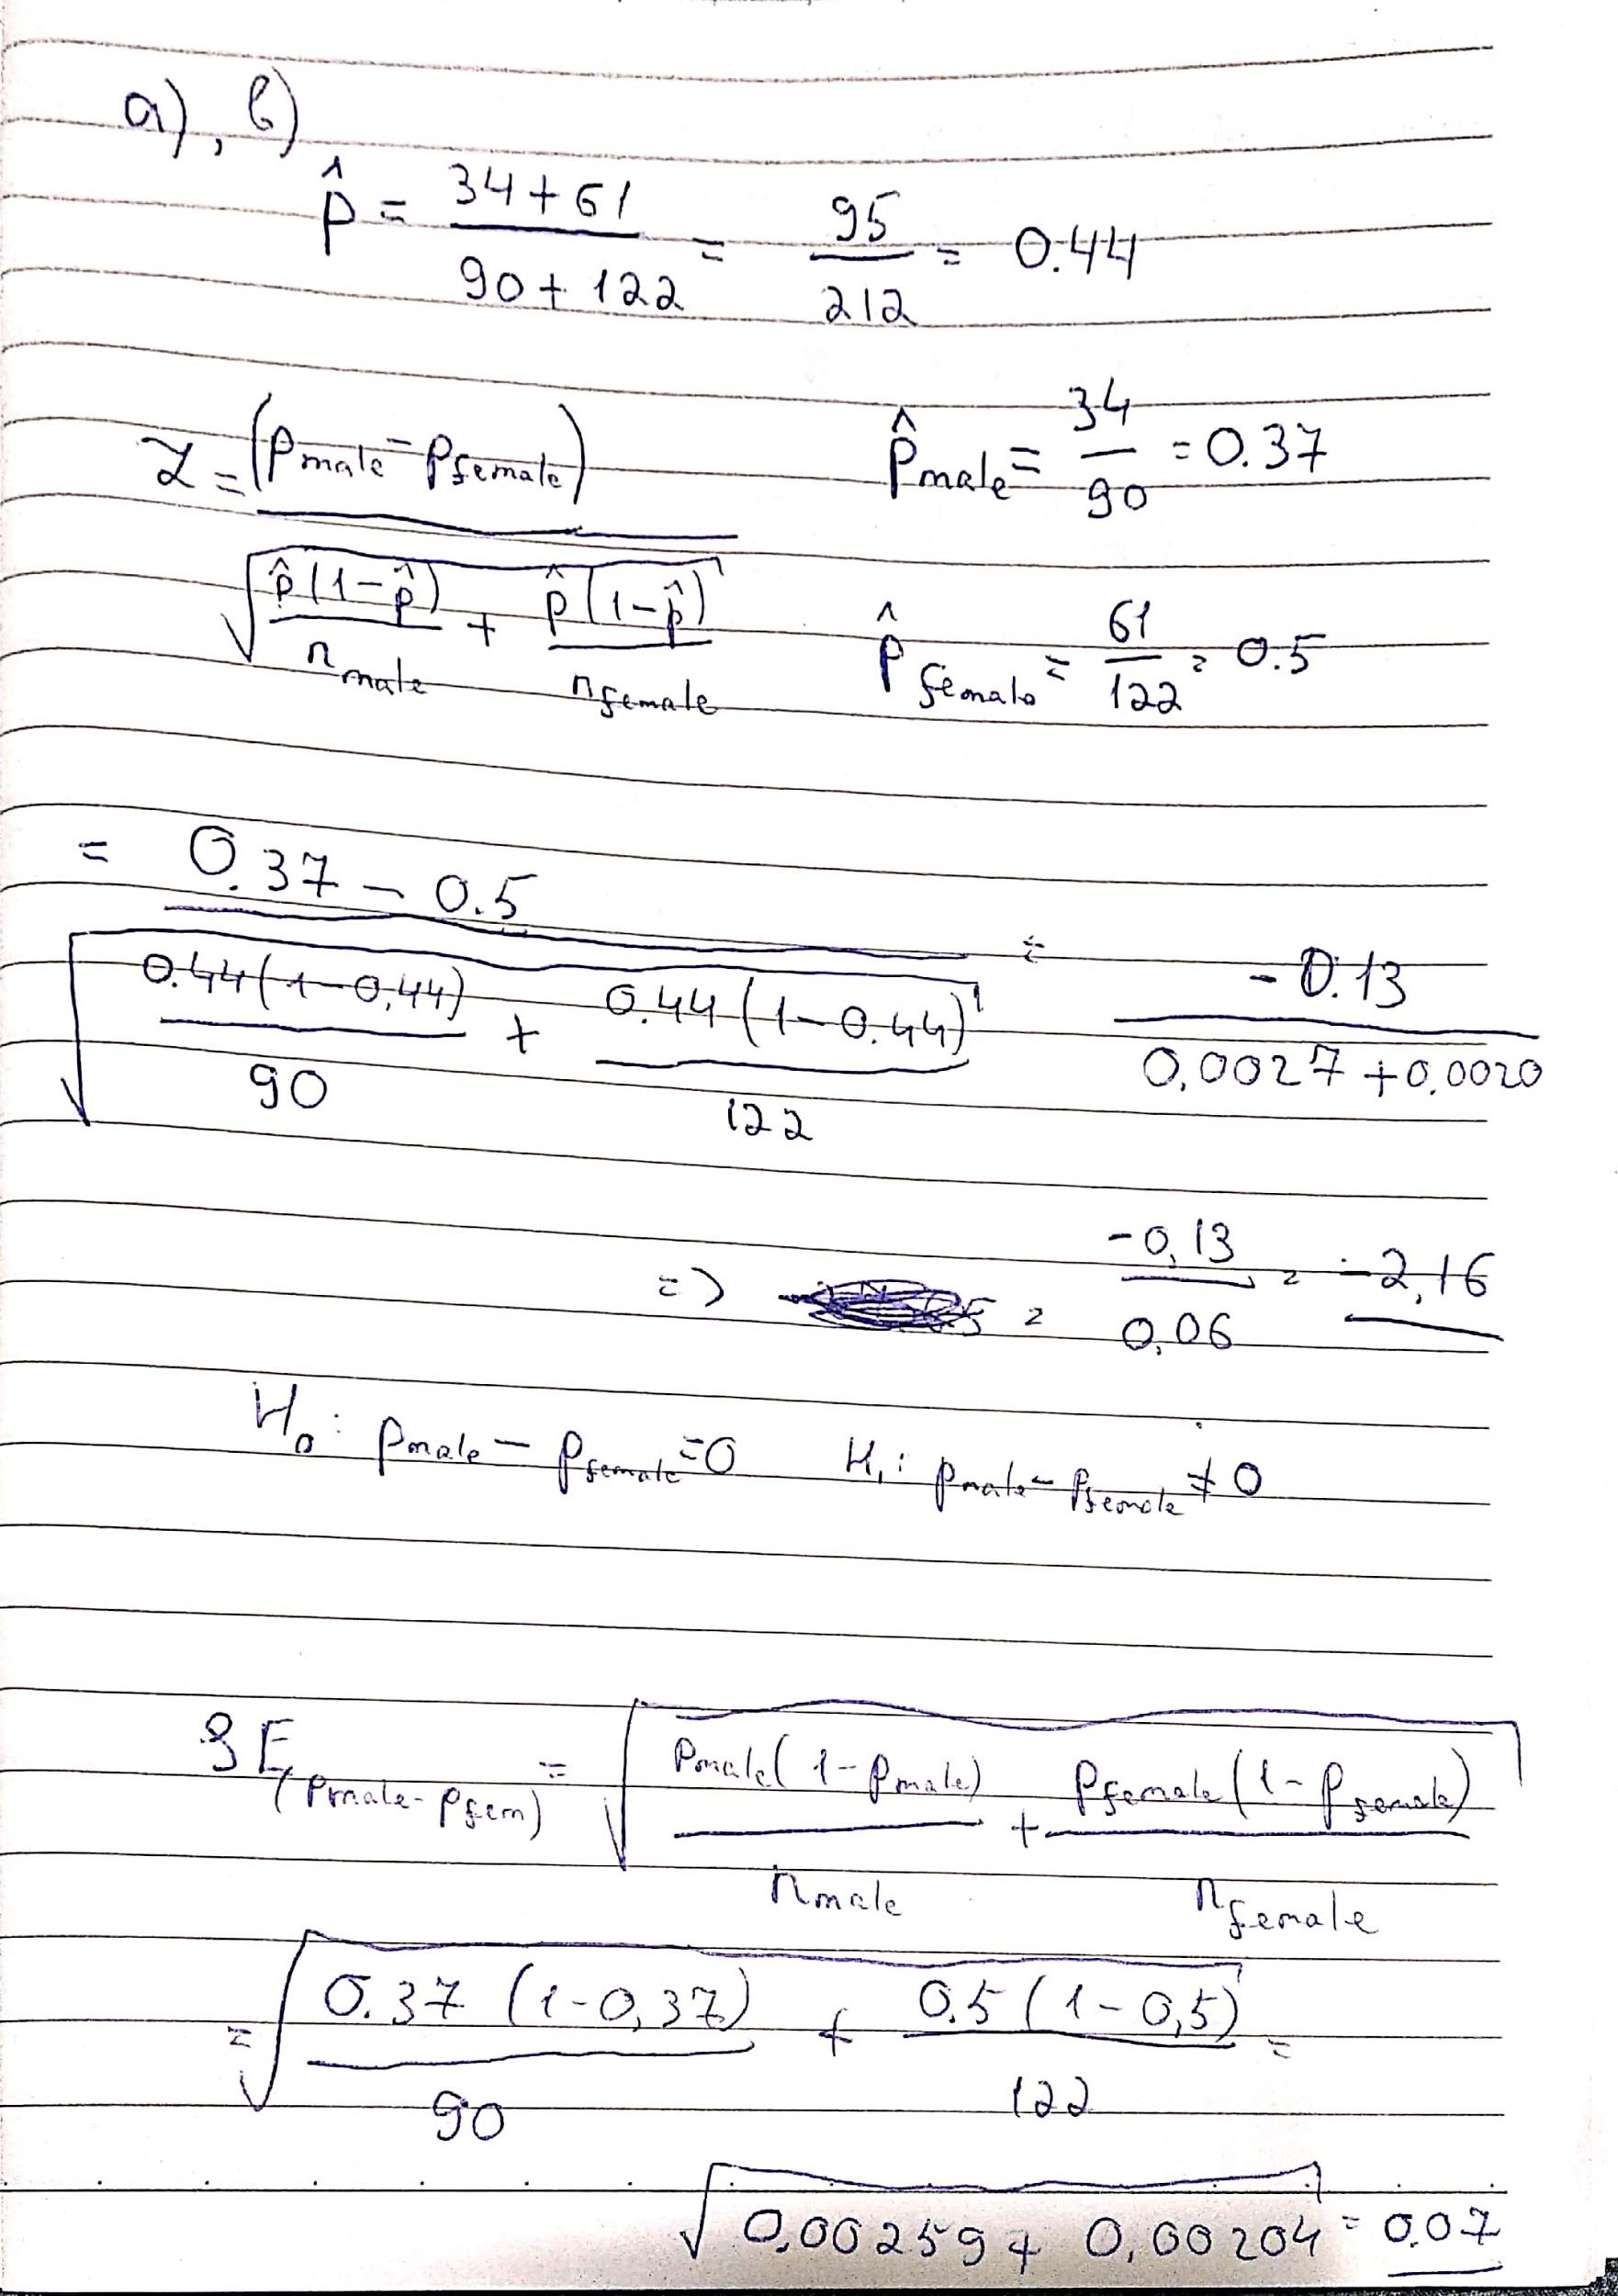 a), b)
p̂ = (34+61)/(90+122) = 95/212 = 0.44
Z = (Pmale - Pfemale) / √(p̂(1-p̂)/n male + p̂(1-p̂)/n female)
p̂male = 34/90 = 0.37
p̂female = 61/122 = 0.5
= (0.37 - 0.5) / √(0.44(1-0,44)/90 + 0.44(1-0.44)/122) = -0.13/(0,0027+0,0020)
=> = -0,13/0,06 = -2,16
H₀: Pmale - Pfemale = 0 H₁: Pmale - Pfemale ≠ 0
SE(Pmale-Pfem) = √(Pmale(1-Pmale)/nmale + Pfemale(1-Pfemale)/nfemale)
= √(0.37(1-0,37)/90 + 0.5(1-0,5)/122) =
√(0,00259+0,00204) = 0.07